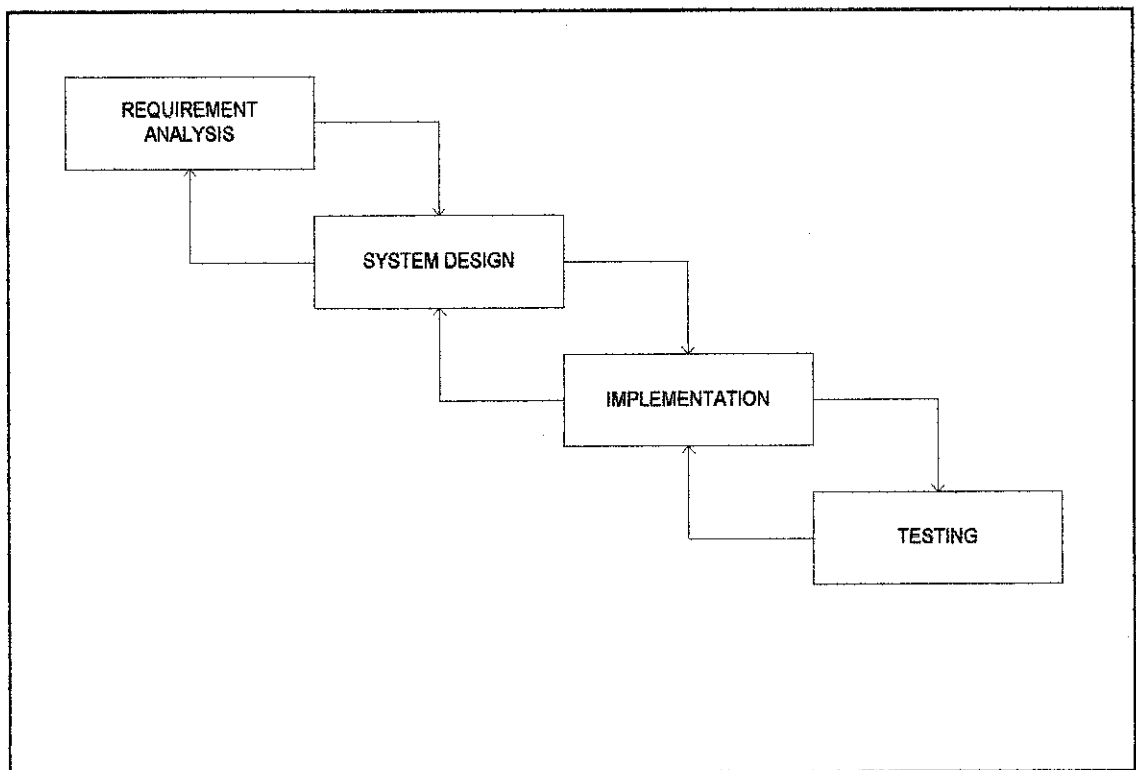 REQUIREMENT
ANALYSIS
SYSTEM DESIGN
IMPLEMENTATION
TESTING